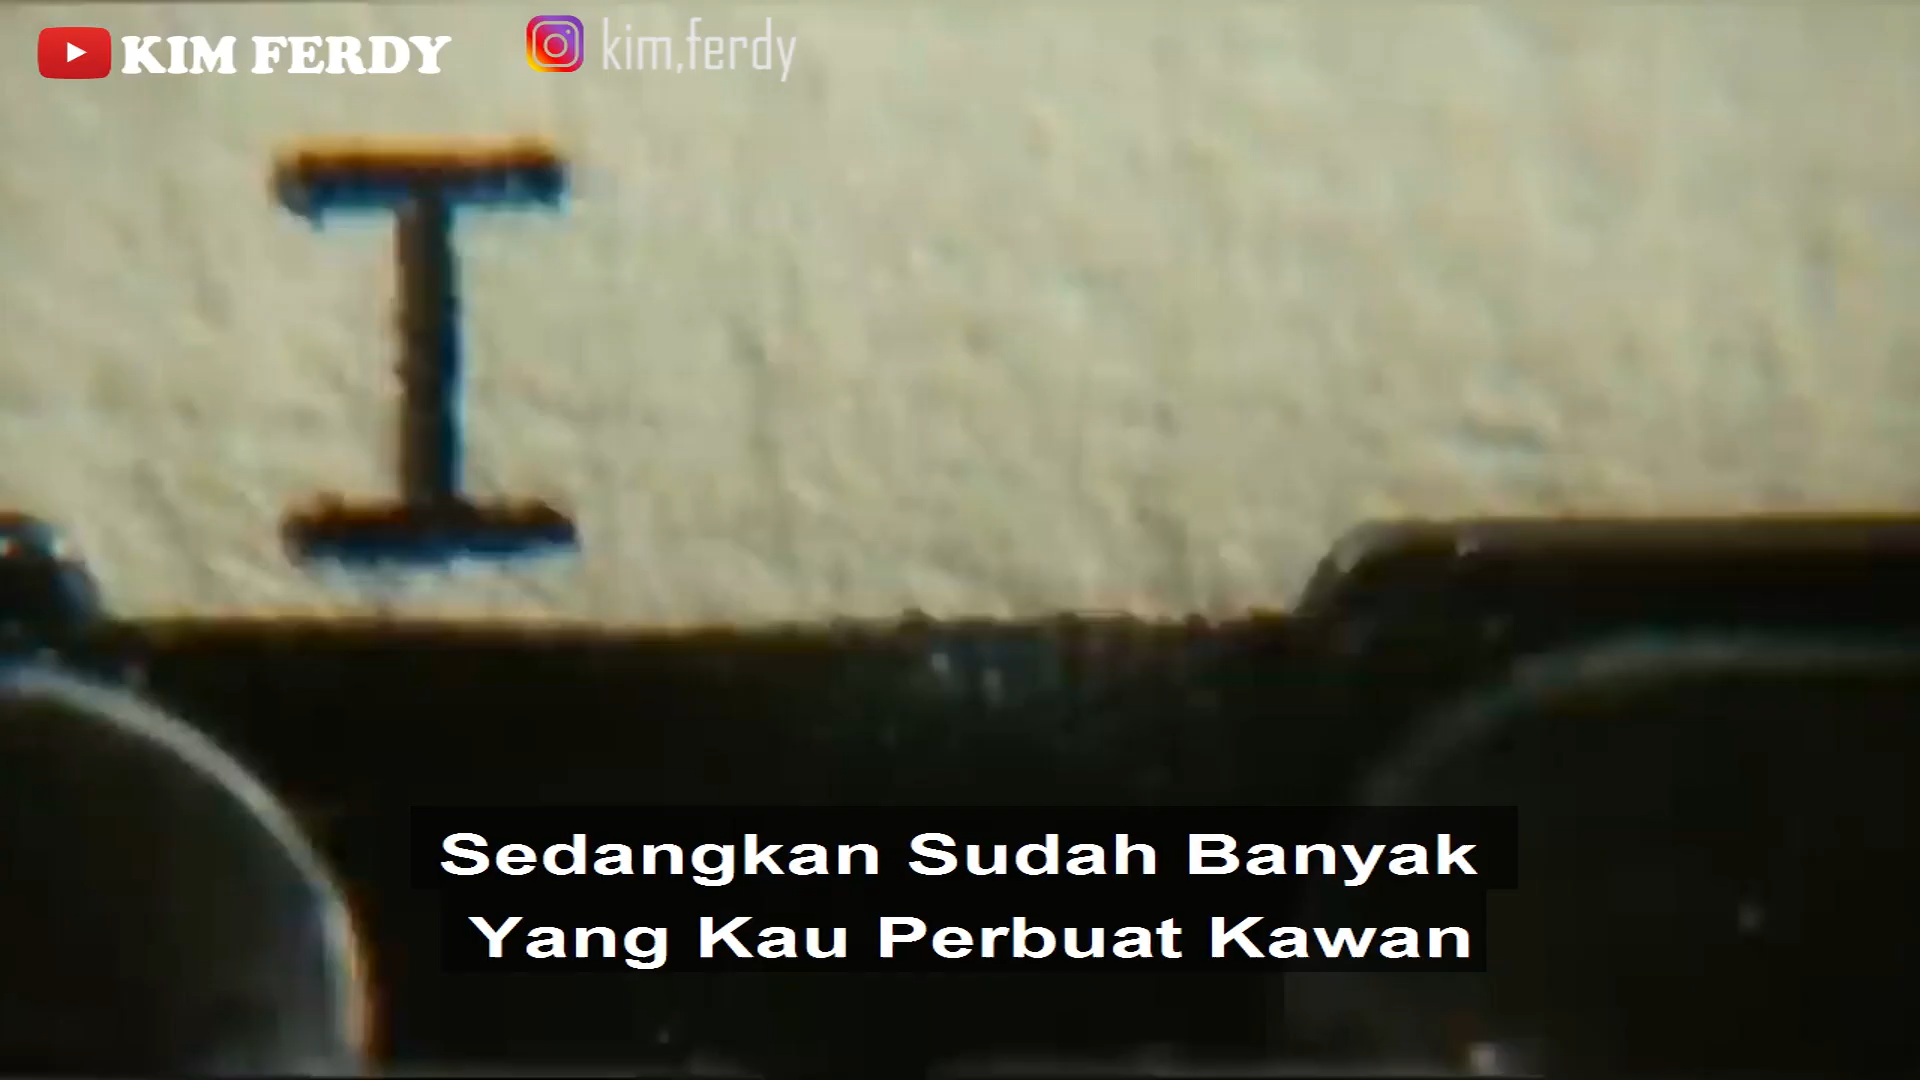 KIM FERDY
kim,ferdy
I
Sedangkan Sudah Banyak
Yang Kau Perbuat Kawan